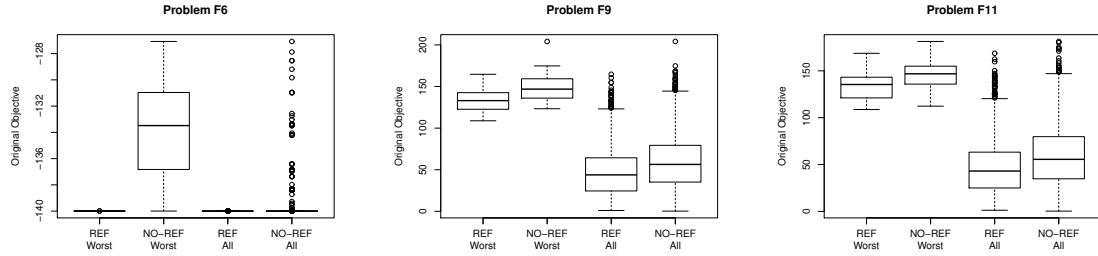 Problem F6
Original Objective
−128
−132
−136
−140
REF
Worst
NO−REF
Worst
REF
All
NO−REF
All
Problem F9
Original Objective
200
150
100
50
0
REF
Worst
NO−REF
Worst
REF
All
NO−REF
All
Problem F11
Original Objective
150
100
50
0
REF
Worst
NO−REF
Worst
REF
All
NO−REF
All